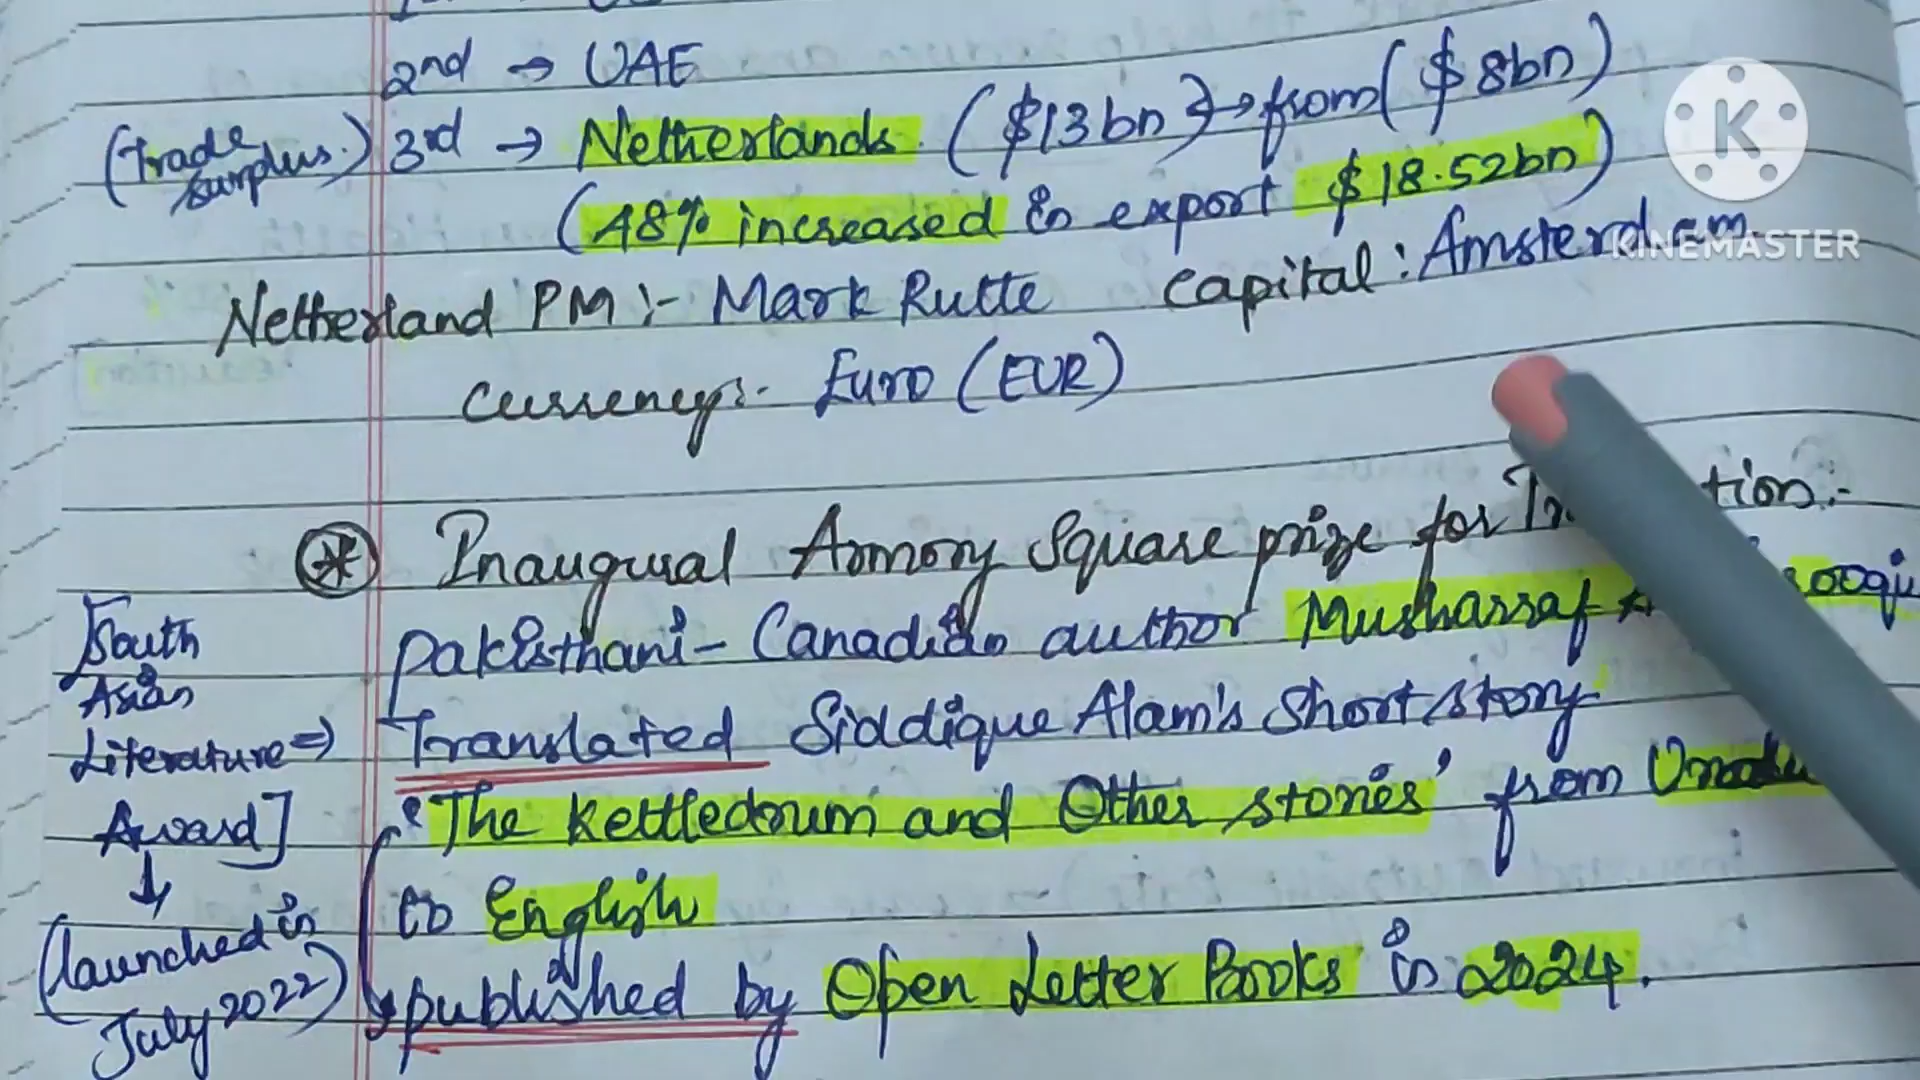 2nd → UAE
(Trade surplus.) 3rd → Netherlands ($13bn) → from ($8bn)
(48% increased in export $18.52bn)
Netherland PM :- Mark Rutte capital : Amsterdam
KINEMASTER
currency:- Euro (EUR)
Inaugural Armory Square prize for
Pakisthani - Canadian author Musharraf
Translated Siddique Alam's Short story
'The Kettledrum and Other stories' from
to English
published by Open Letter Books in 2024.
[South
Asian
Literature ⇒
Award]
↓
(launched in
July 2022)